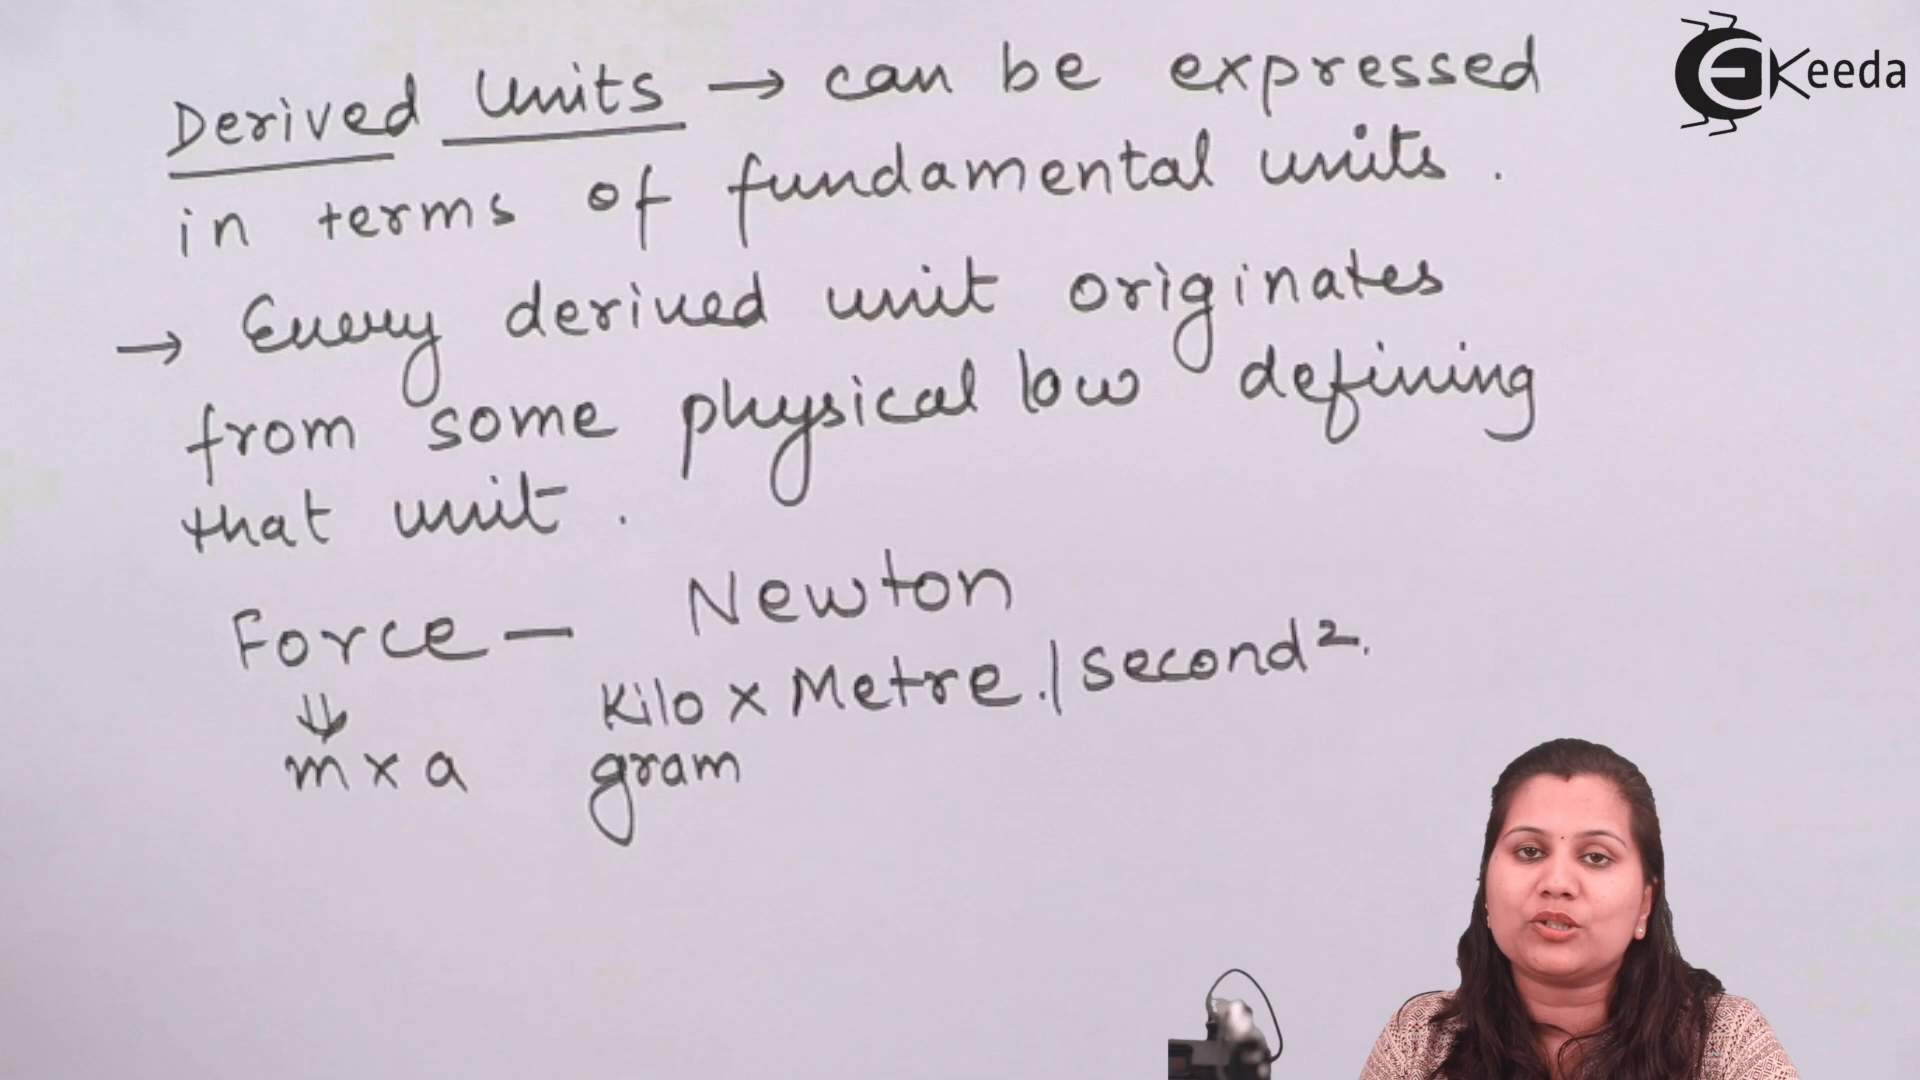 Derived Units → can be expressed
in terms of fundamental units.
→ Every derived unit originates
from some physical law defining
that unit.
Force — Newton
⇓ Kilo x Metre./second².
m x a gram
EKeeda